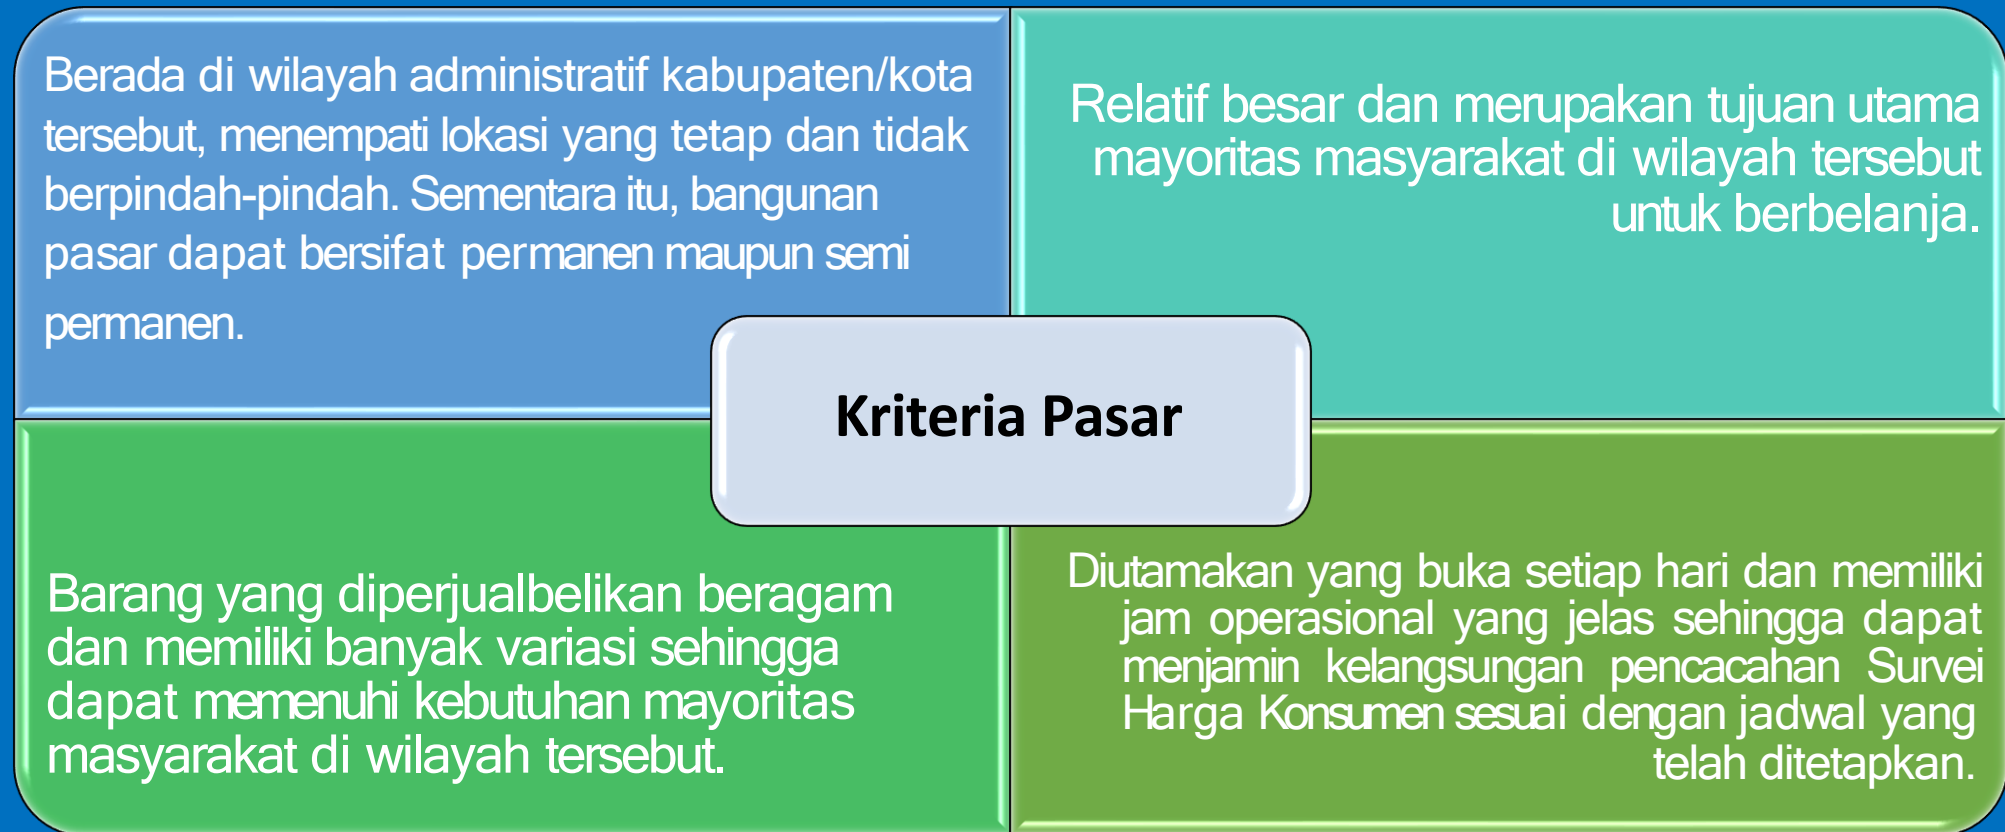 Berada di wilayah administratif kabupaten/kota
tersebut, menempati lokasi yang tetap dan tidak
berpindah-pindah. Sementara itu, bangunan
pasar dapat bersifat permanen maupun semi
permanen.
Relatif besar dan merupakan tujuan utama
mayoritas masyarakat di wilayah tersebut
untuk berbelanja.
Kriteria Pasar
Barang yang diperjualbelikan beragam
dan memiliki banyak variasi sehingga
dapat memenuhi kebutuhan mayoritas
masyarakat di wilayah tersebut.
Diutamakan yang buka setiap hari dan memiliki
jam operasional yang jelas sehingga dapat
menjamin kelangsungan pencacahan Survei
Harga Konsumen sesuai dengan jadwal yang
telah ditetapkan.